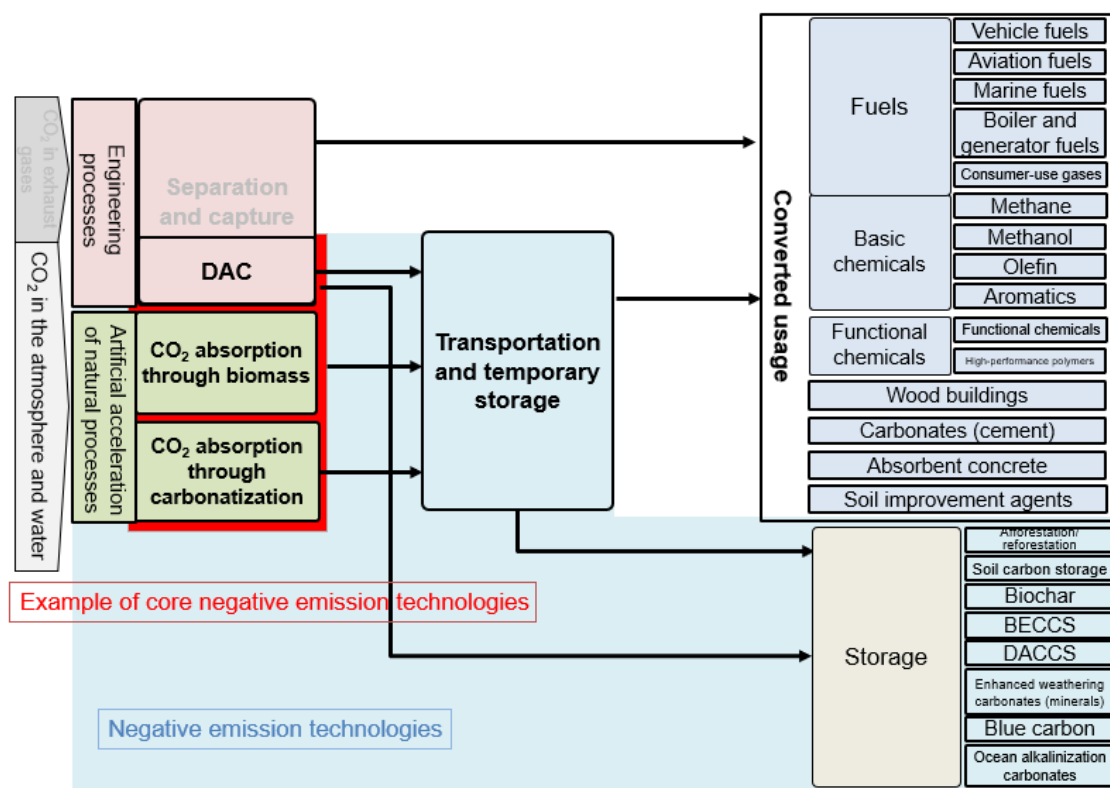 CO₂ in exhaust
gases
CO₂ in the atmosphere and water
Engineering
processes
Artificial acceleration
of natural processes
Separation
and capture
DAC
CO₂ absorption
through biomass
CO₂ absorption
through
carbonatization
Transportation
and temporary
storage
Converted usage
Fuels
Vehicle fuels
Aviation fuels
Marine fuels
Boiler and
generator fuels
Consumer-use gases
Basic
chemicals
Methane
Methanol
Olefin
Aromatics
Functional
chemicals
Functional chemicals
High-performance polymers
Wood buildings
Carbonates (cement)
Absorbent concrete
Soil improvement agents
Storage
Afforestation/
reforestation
Soil carbon storage
Biochar
BECCS
DACCS
Enhanced weathering
carbonates (minerals)
Blue carbon
Ocean alkalinization
carbonates
Example of core negative emission technologies
Negative emission technologies